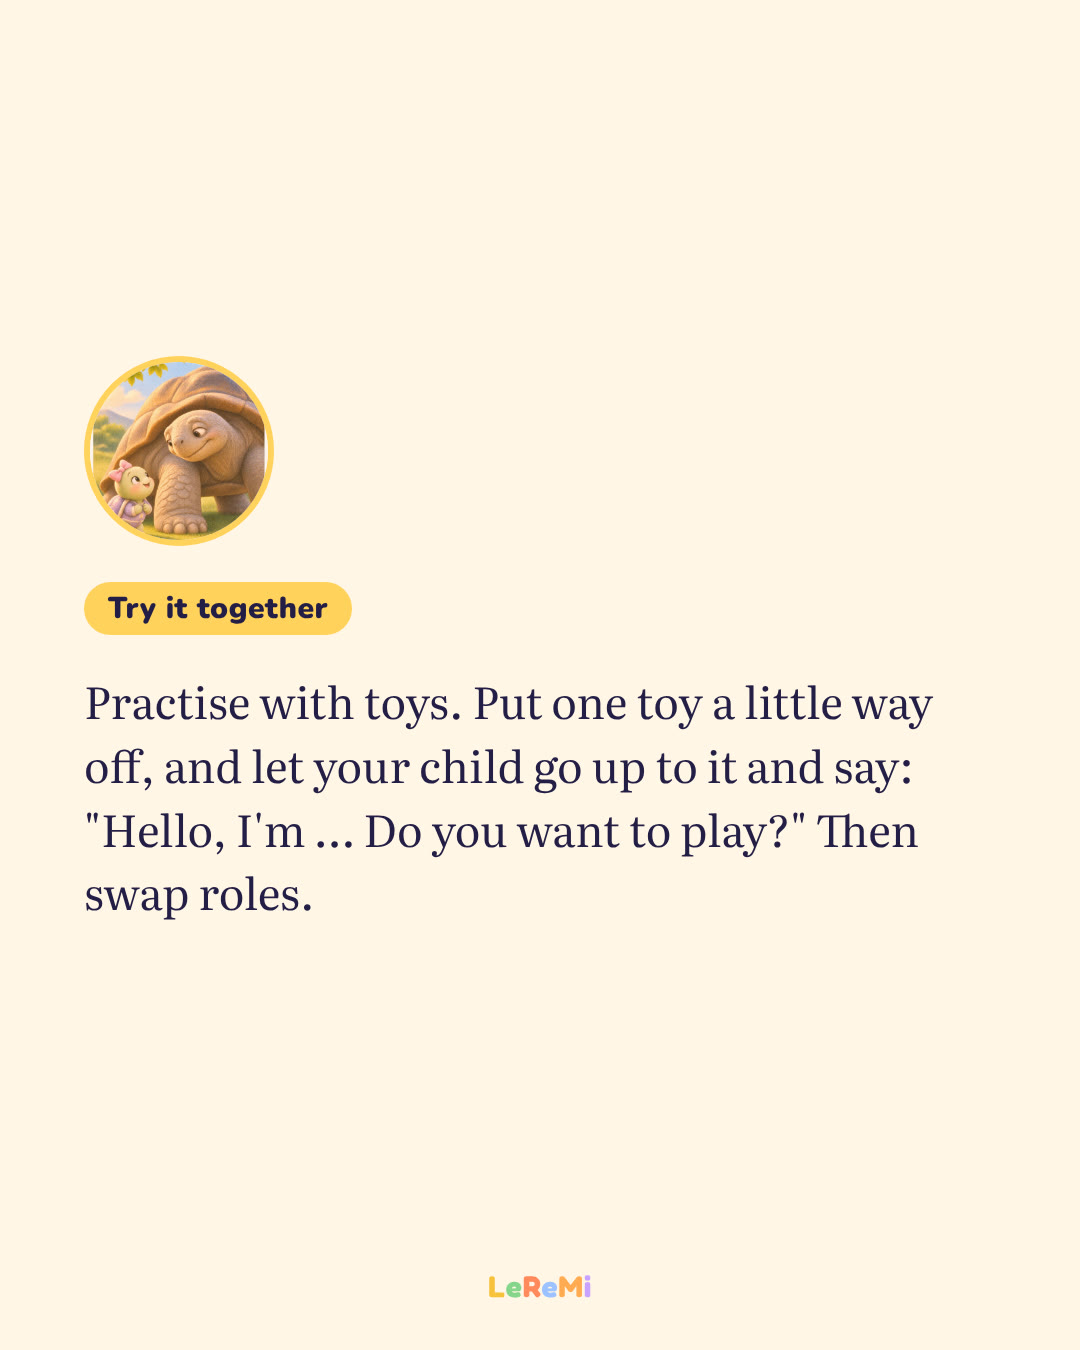 Try it together
Practise with toys. Put one toy a little way
off, and let your child go up to it and say:
"Hello, I'm ... Do you want to play?" Then
swap roles.
LeReMi